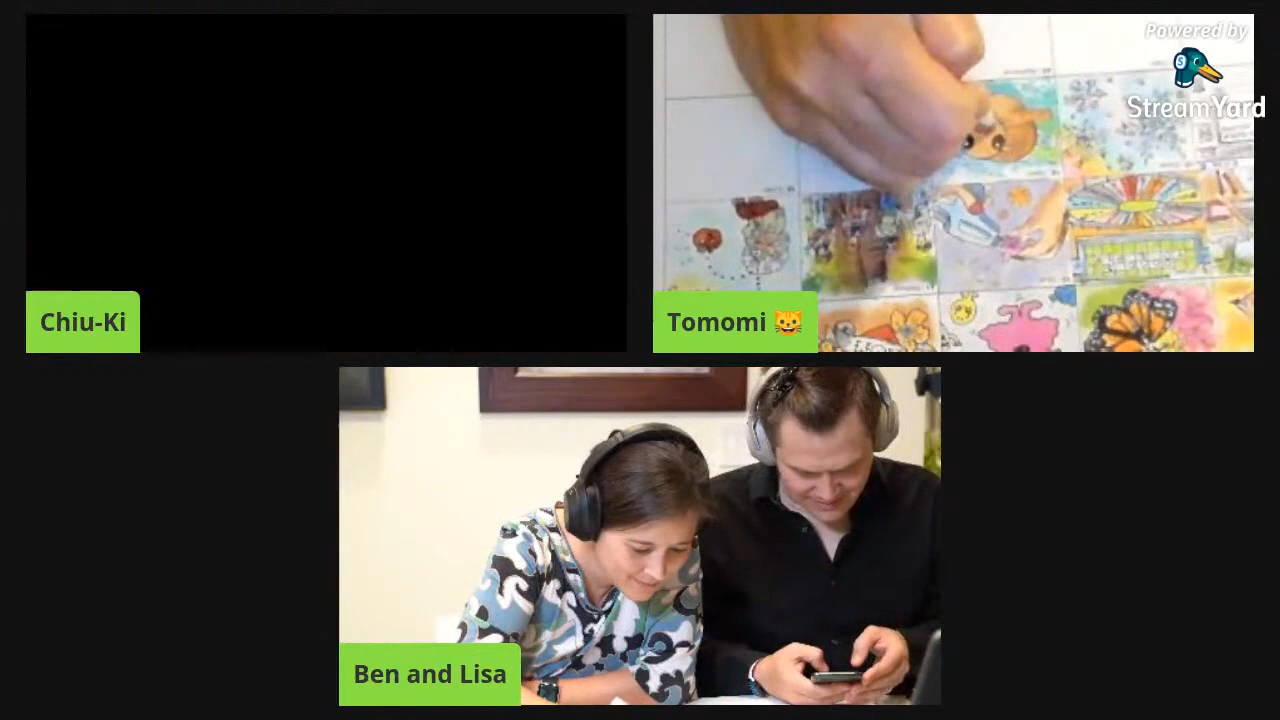 Powered by
StreamYard
Chiu-Ki
Tomomi 😺
Ben and Lisa